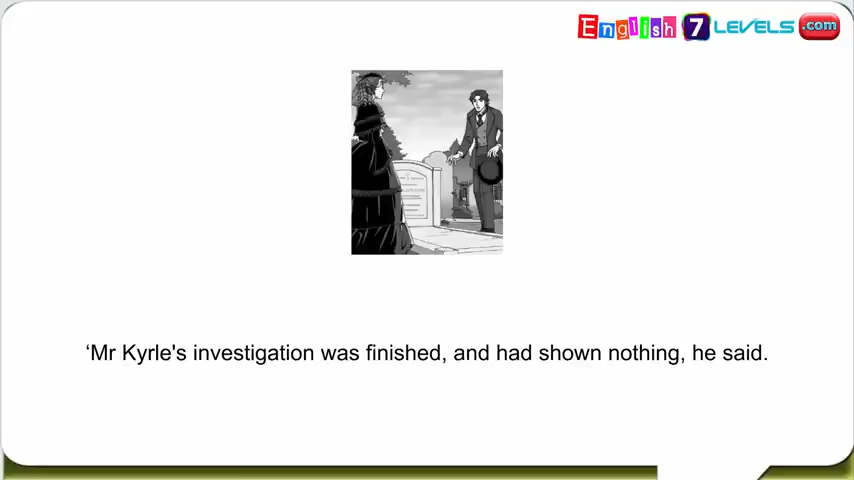 English 7 LEVELS .com
‘Mr Kyrle's investigation was finished, and had shown nothing, he said.